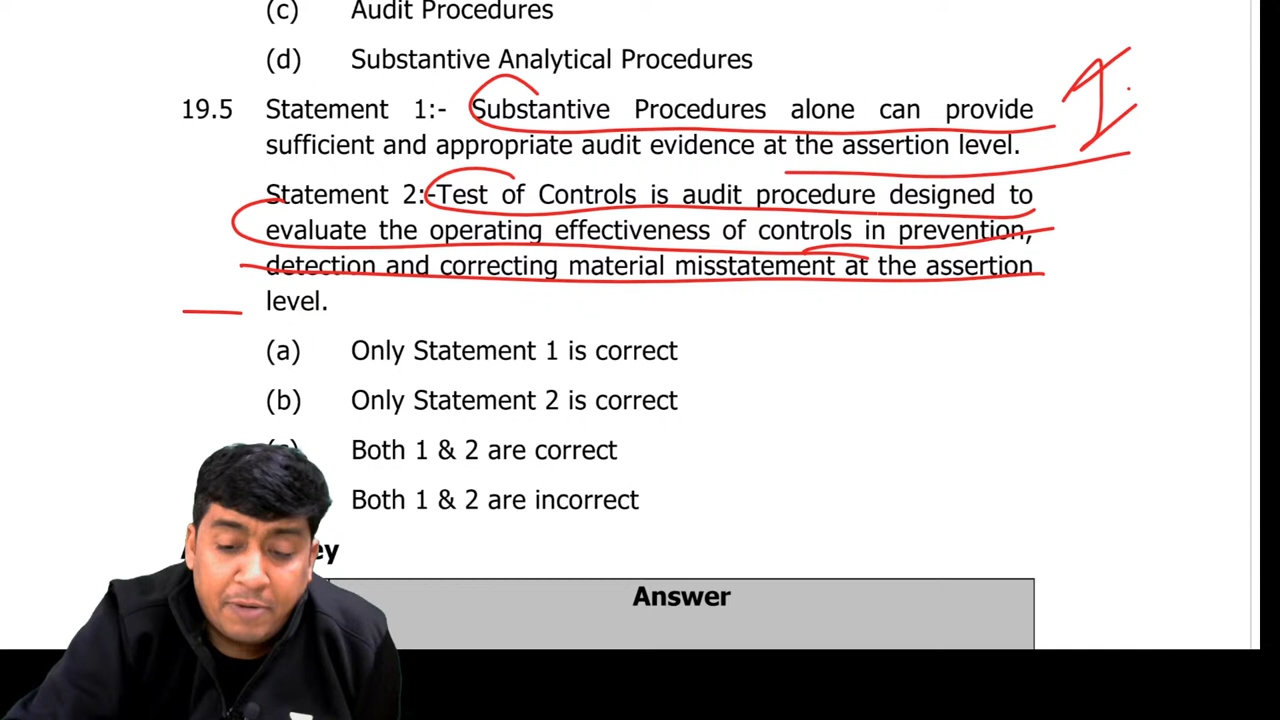 (c) Audit Procedures
(d) Substantive Analytical Procedures
19.5 Statement 1:- Substantive Procedures alone can provide
sufficient and appropriate audit evidence at the assertion level.
Statement 2:-Test of Controls is audit procedure designed to
evaluate the operating effectiveness of controls in prevention,
detection and correcting material misstatement at the assertion
level.
(a) Only Statement 1 is correct
(b) Only Statement 2 is correct
Both 1 & 2 are correct
Both 1 & 2 are incorrect
ey
Answer